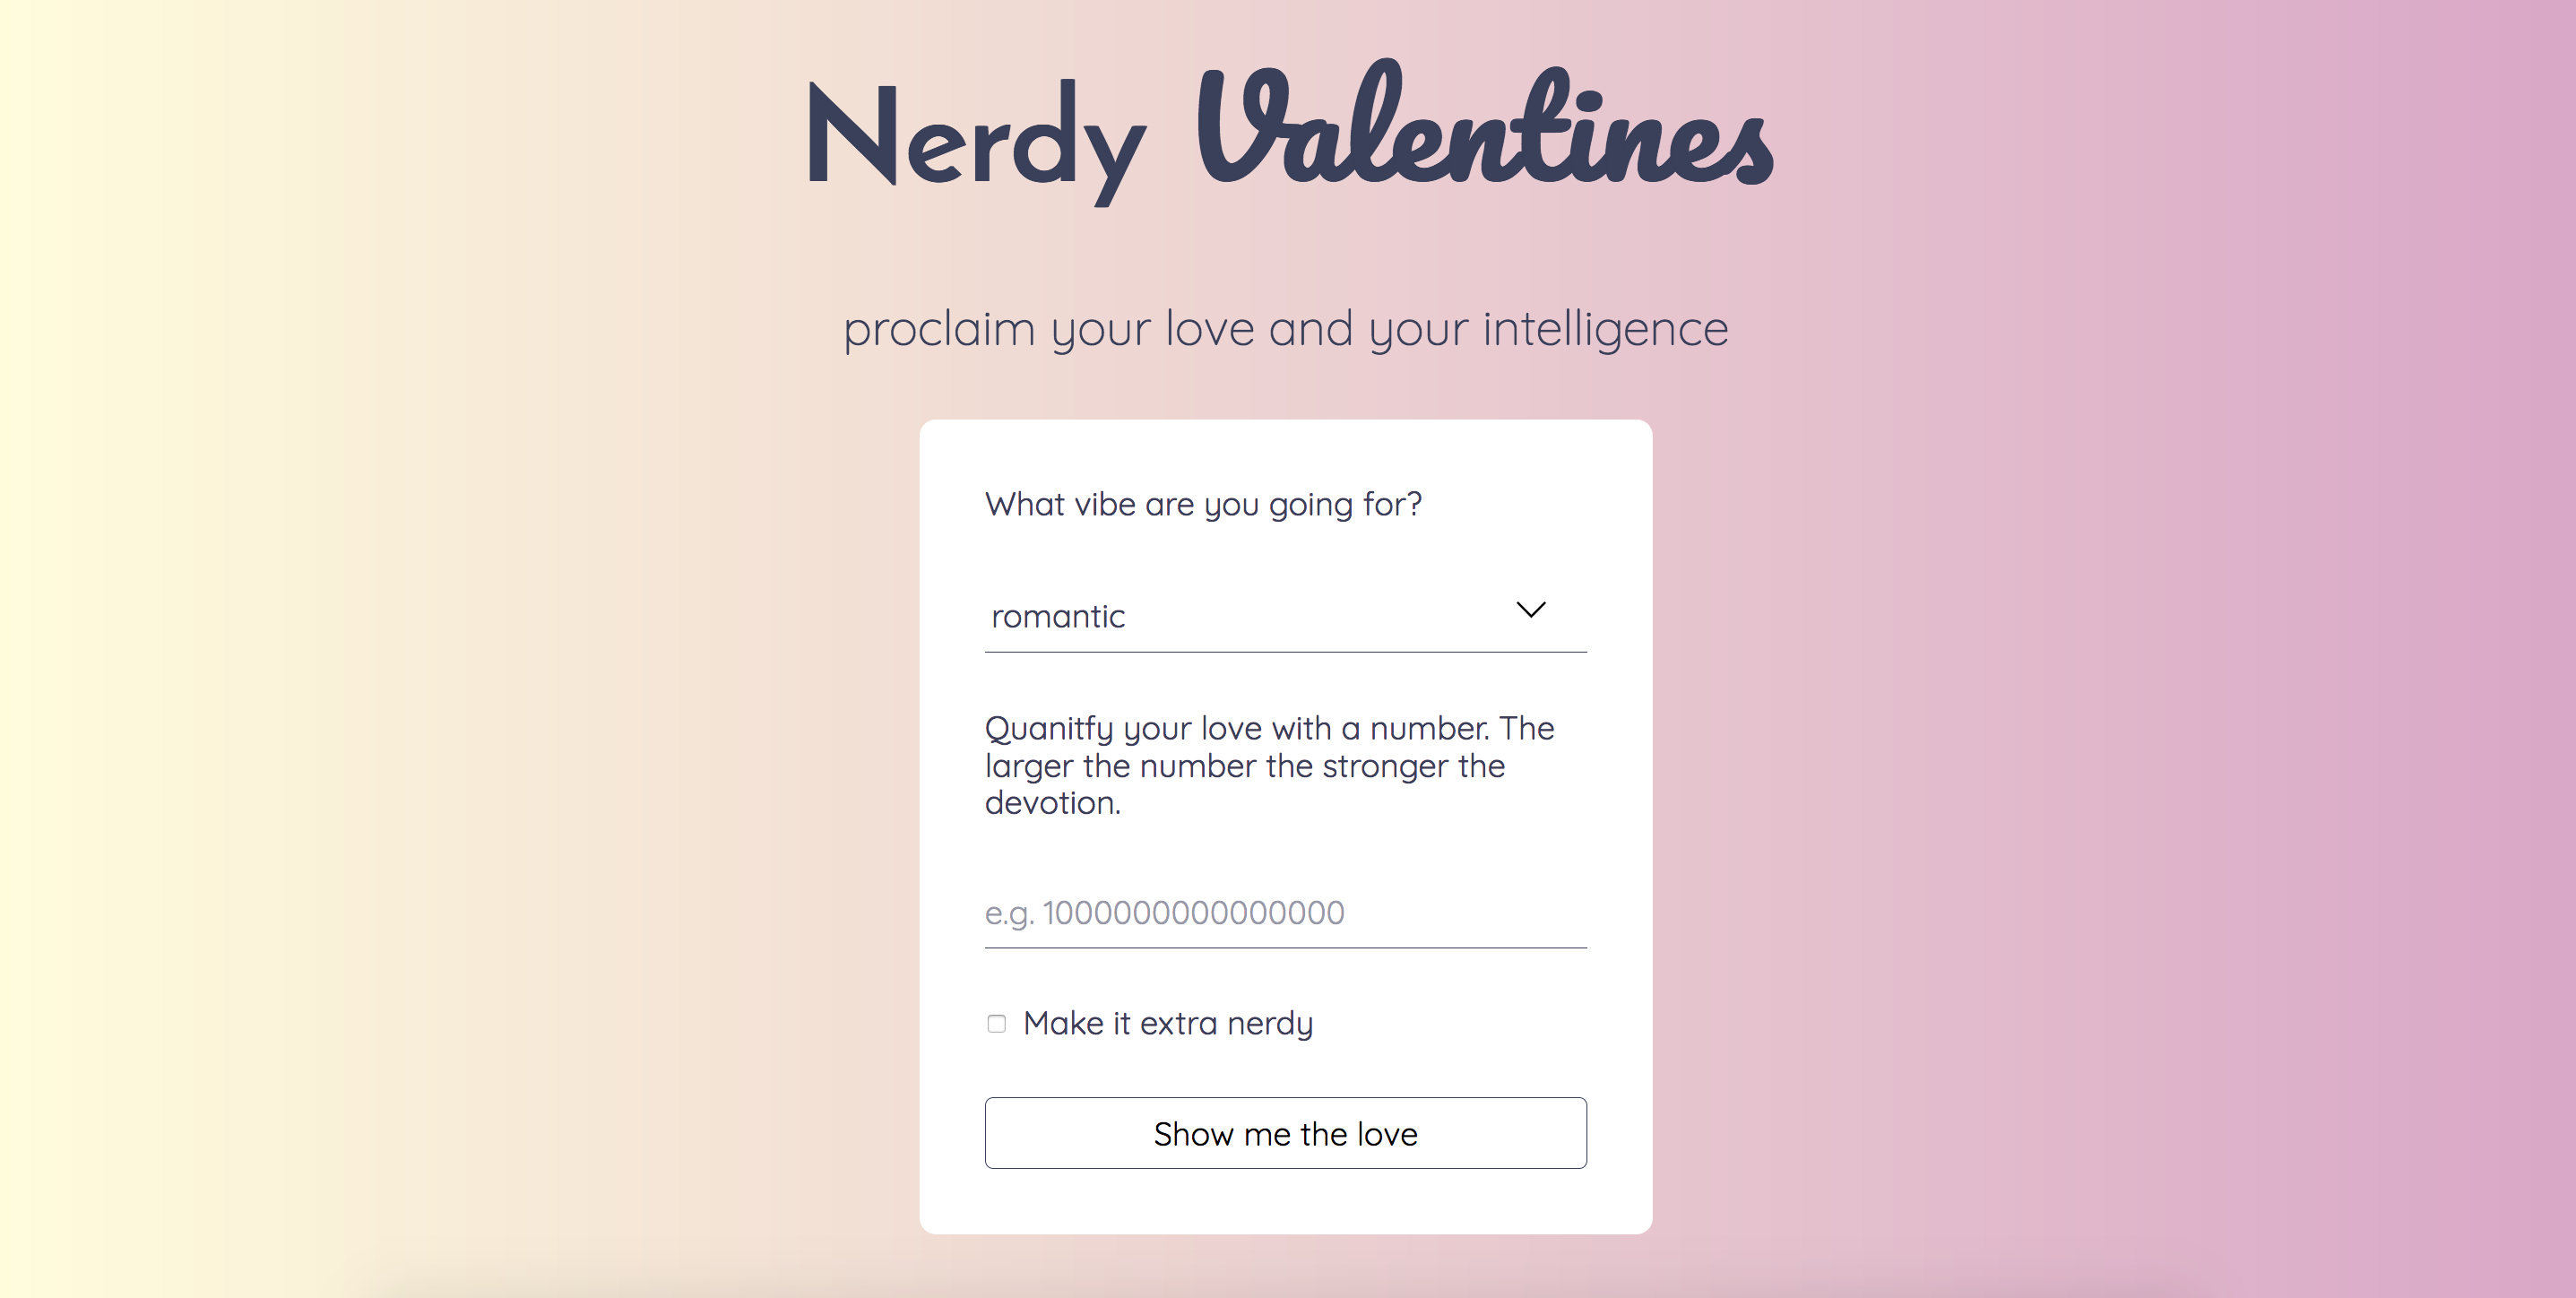 Nerdy Valentines
proclaim your love and your intelligence
What vibe are you going for?
romantic
Quanitfy your love with a number. The
larger the number the stronger the
devotion.
e.g. 1000000000000000
Make it extra nerdy
Show me the love